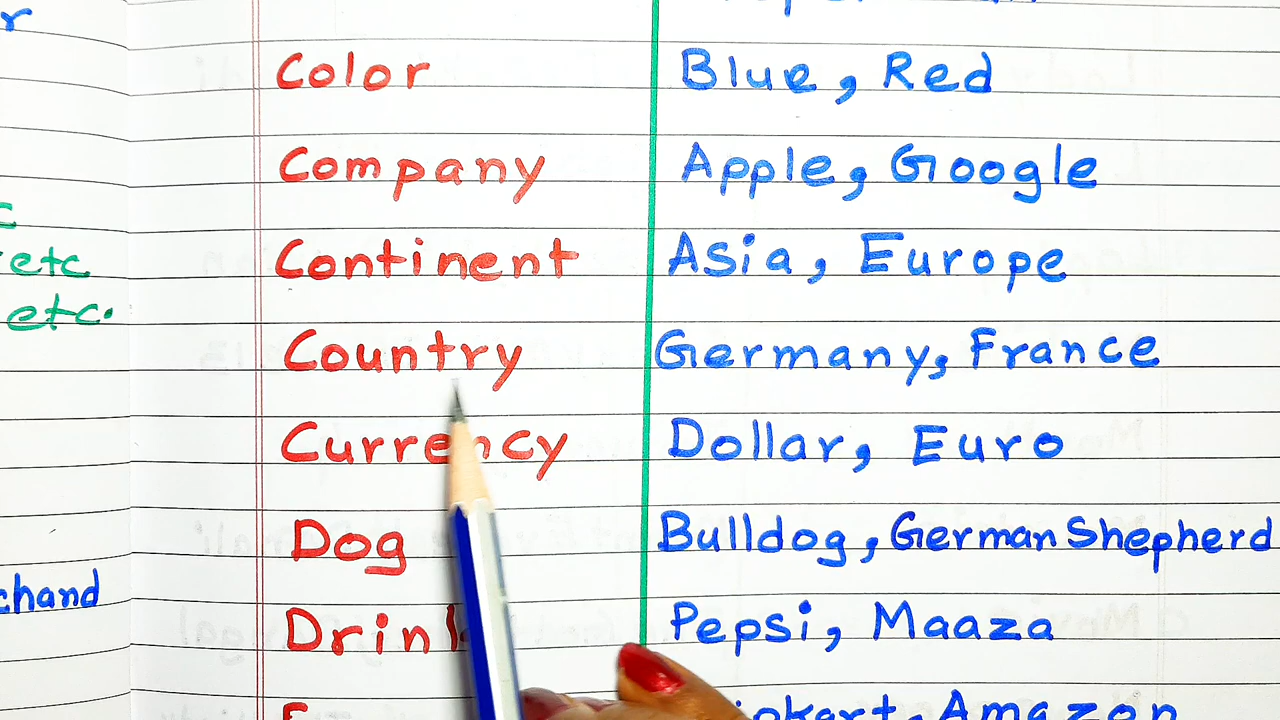 Color Blue, Red
Company Apple, Google
Continent Asia, Europe
etc
etc.
Country Germany, France
Currency Dollar, Euro
Dog Bulldog, German Shepherd
chand
Pepsi, Maaza
Amazon